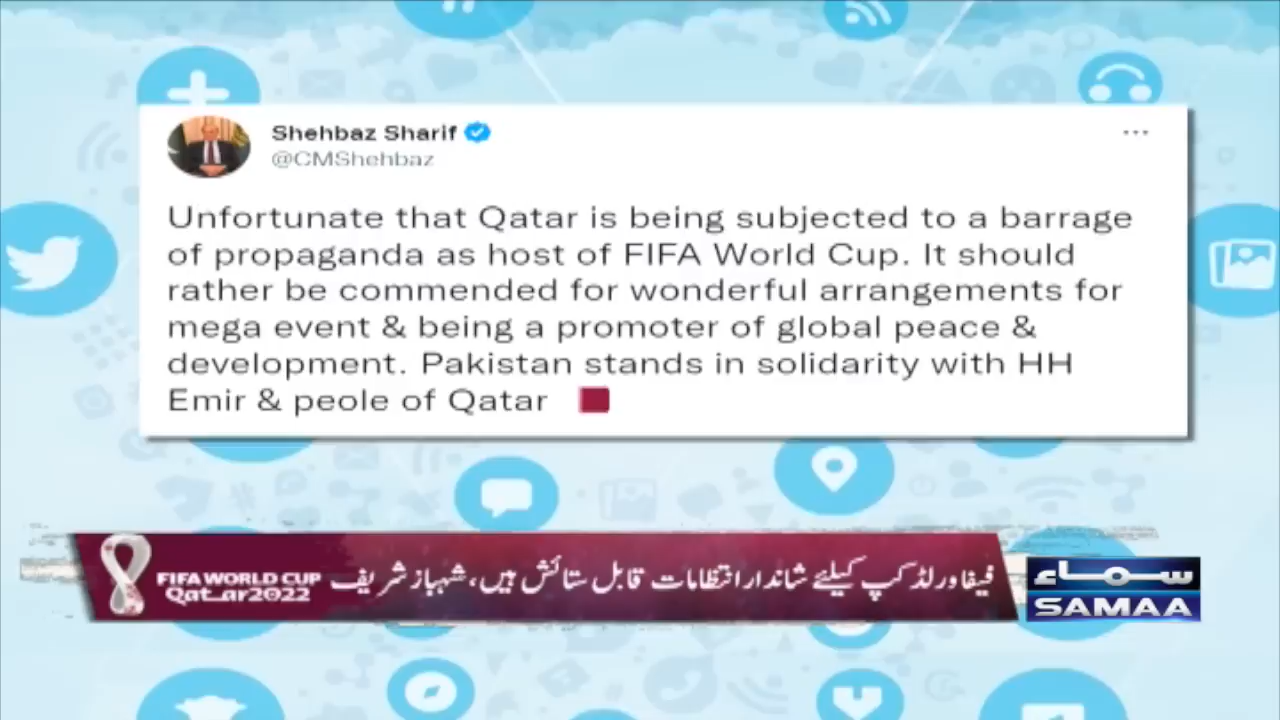 Shehbaz Sharif
@CMShehbaz
Unfortunate that Qatar is being subjected to a barrage
of propaganda as host of FIFA World Cup. It should
rather be commended for wonderful arrangements for
mega event & being a promoter of global peace &
development. Pakistan stands in solidarity with HH
Emir & peole of Qatar
فیفا ورلڈ کپ کیلئے شاندار انتظامات قابل ستائش ہیں، شہباز شریف
FIFA WORLD CUP
Qatar2022
سماء
SAMAA